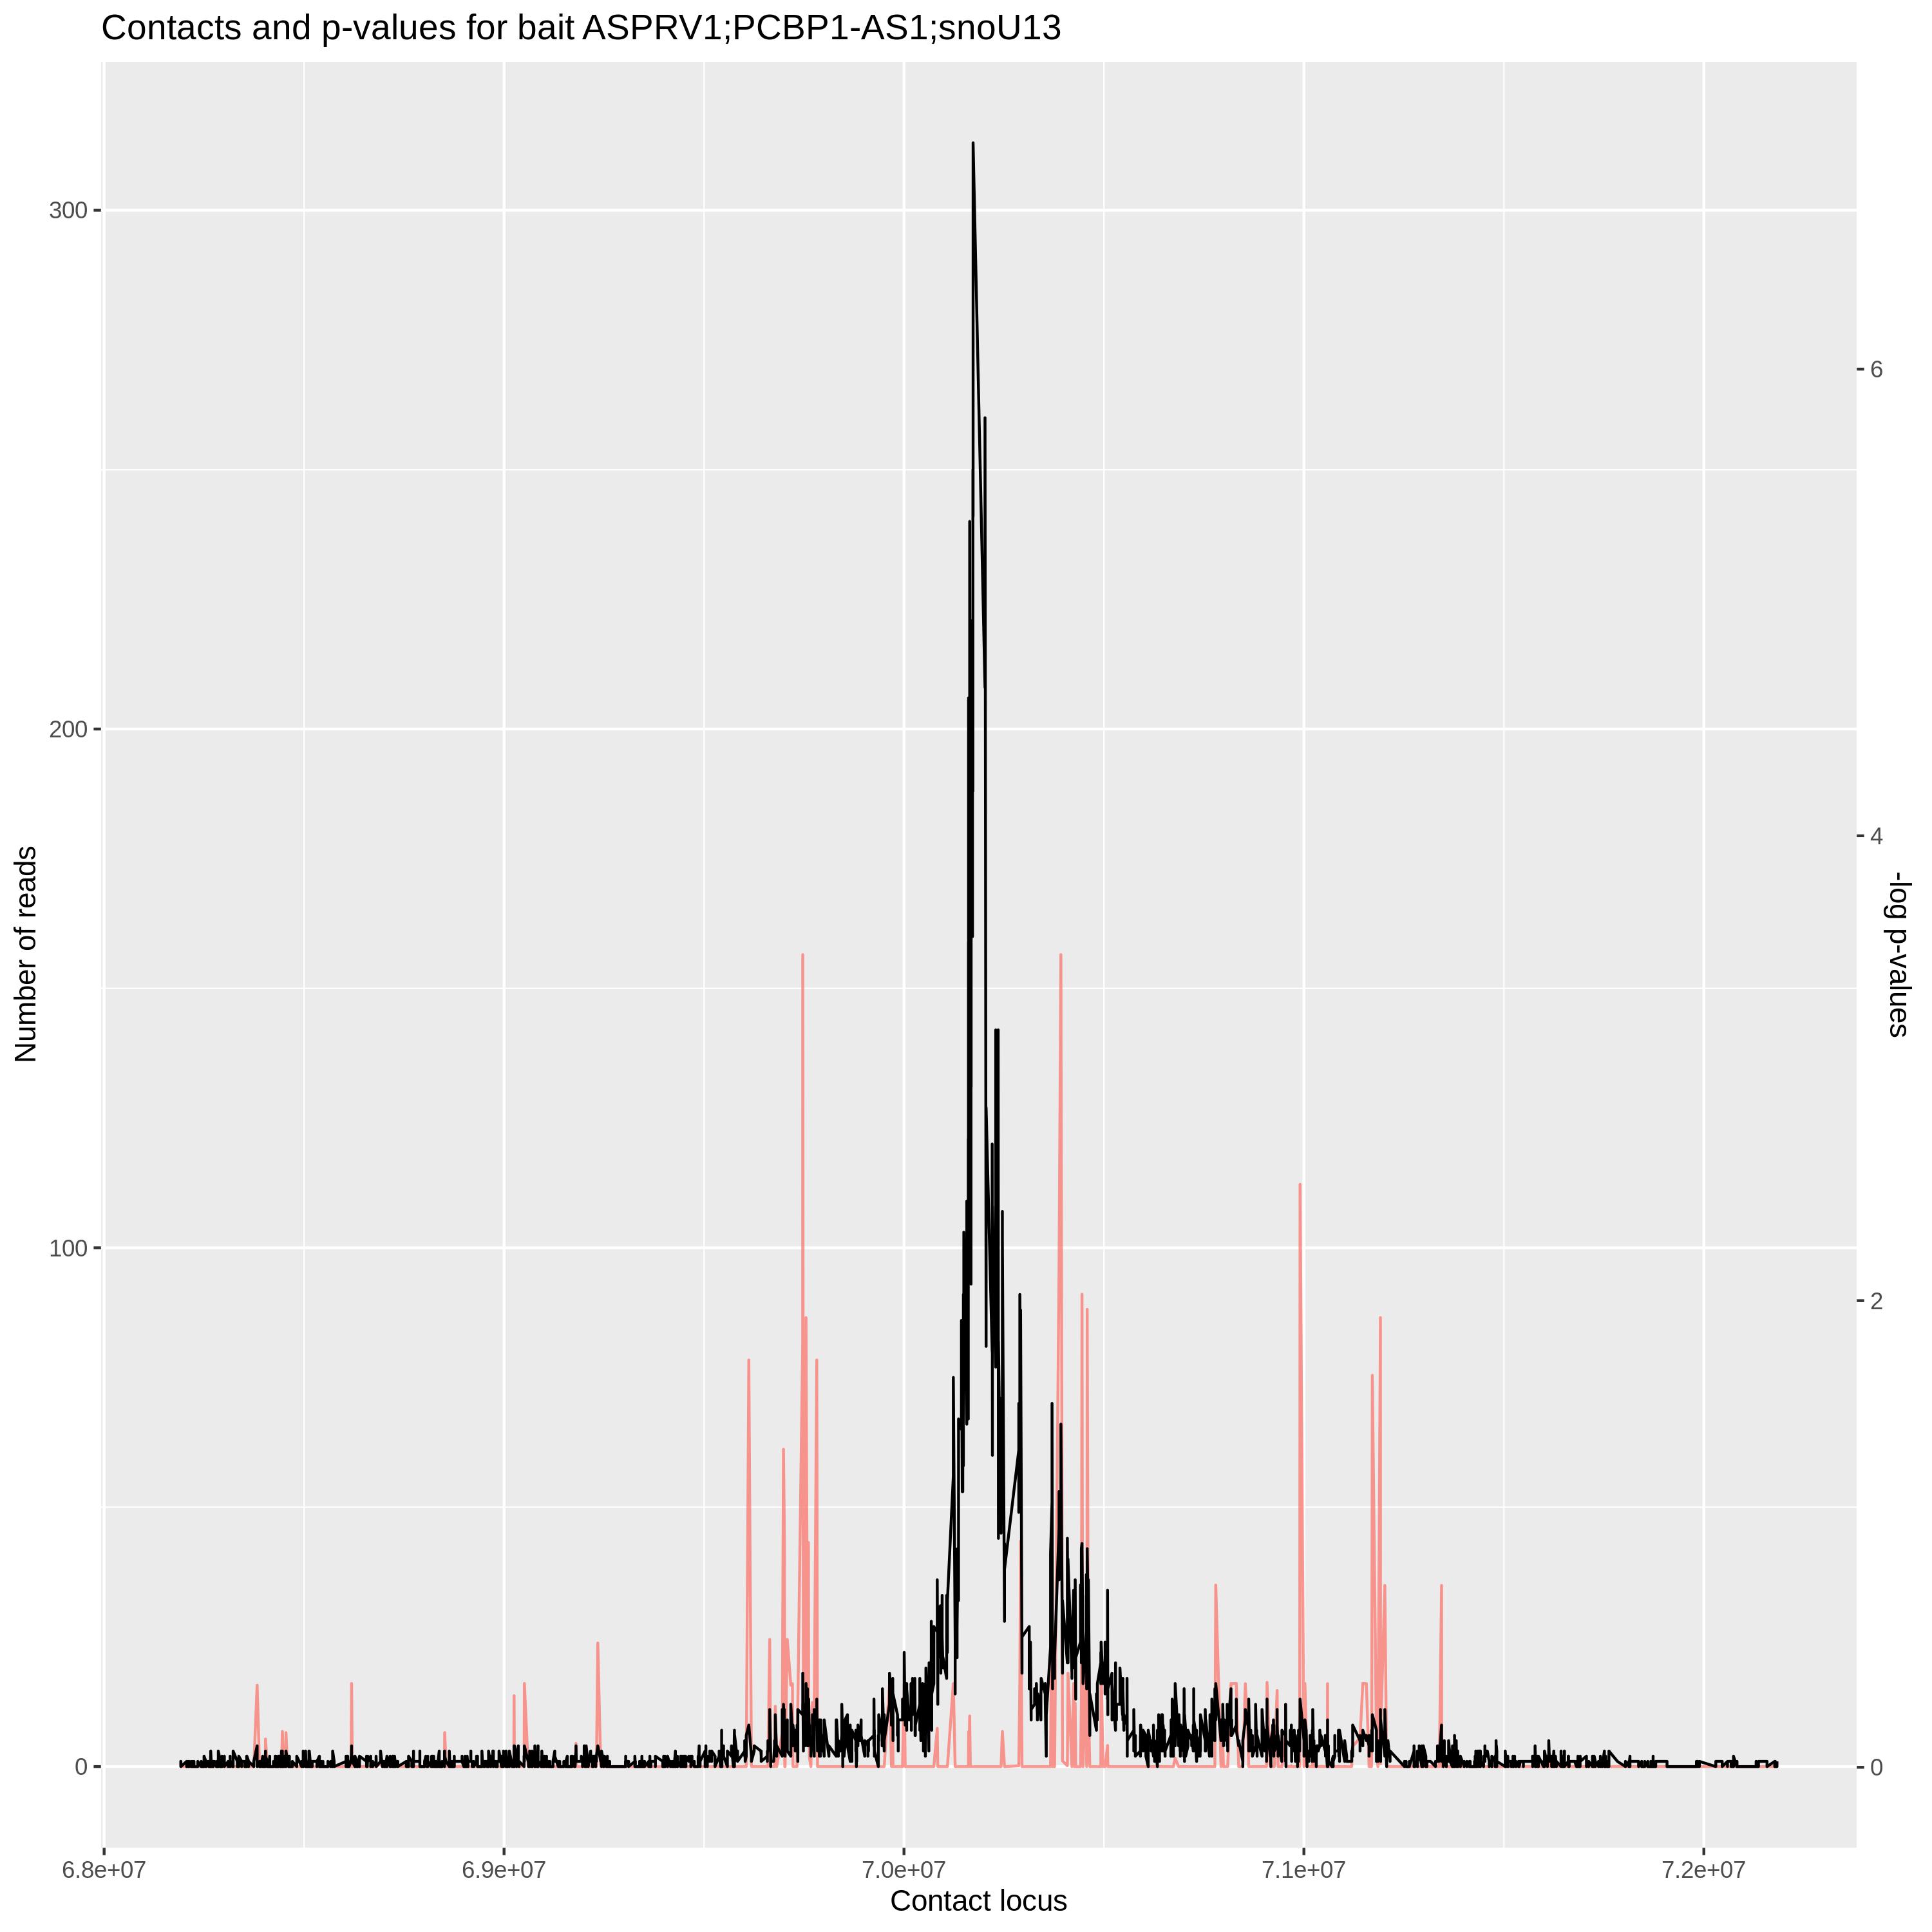 Contacts and p-values for bait ASPRV1;PCBP1-AS1;snoU13
300
200
100
0
Number of reads
6
4
2
0
-log p-values
6.8e+07
6.9e+07
7.0e+07
7.1e+07
7.2e+07
Contact locus